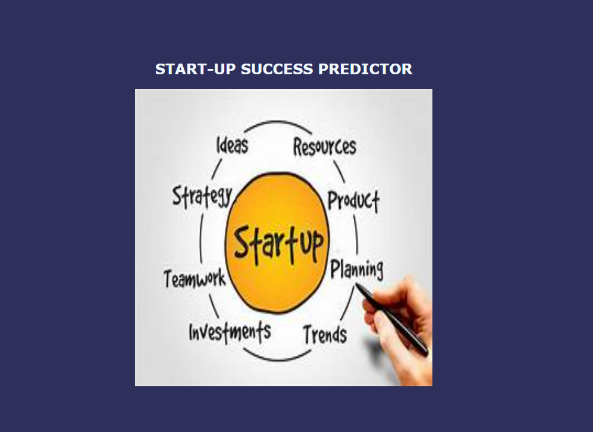 START-UP SUCCESS PREDICTOR
Ideas
Resources
Strategy
Product
Startup
Teamwork
Planning
Investments
Trends